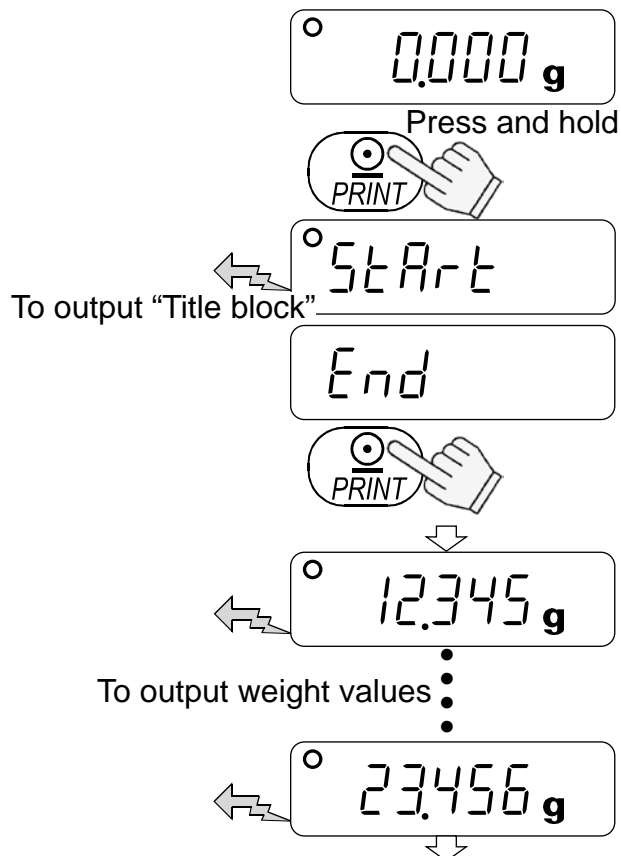 0.000 g
Press and hold
PRINT
StArt
To output “Title block”
End
PRINT
12.345 g
To output weight values
23.456 g